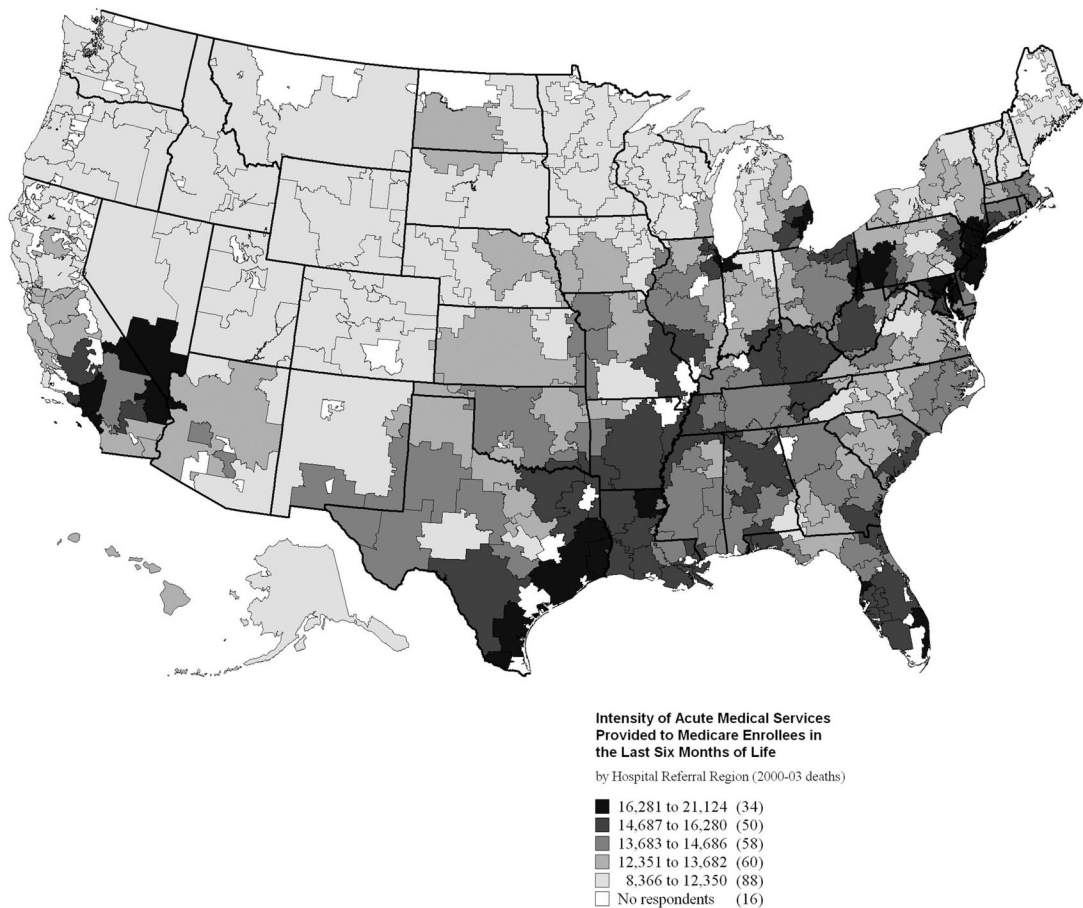 Intensity of Acute Medical Services
Provided to Medicare Enrollees in
the Last Six Months of Life
by Hospital Referral Region (2000-03 deaths)
16,281 to 21,124 (34)
14,687 to 16,280 (50)
13,683 to 14,686 (58)
12,351 to 13,682 (60)
8,366 to 12,350 (88)
No respondents (16)